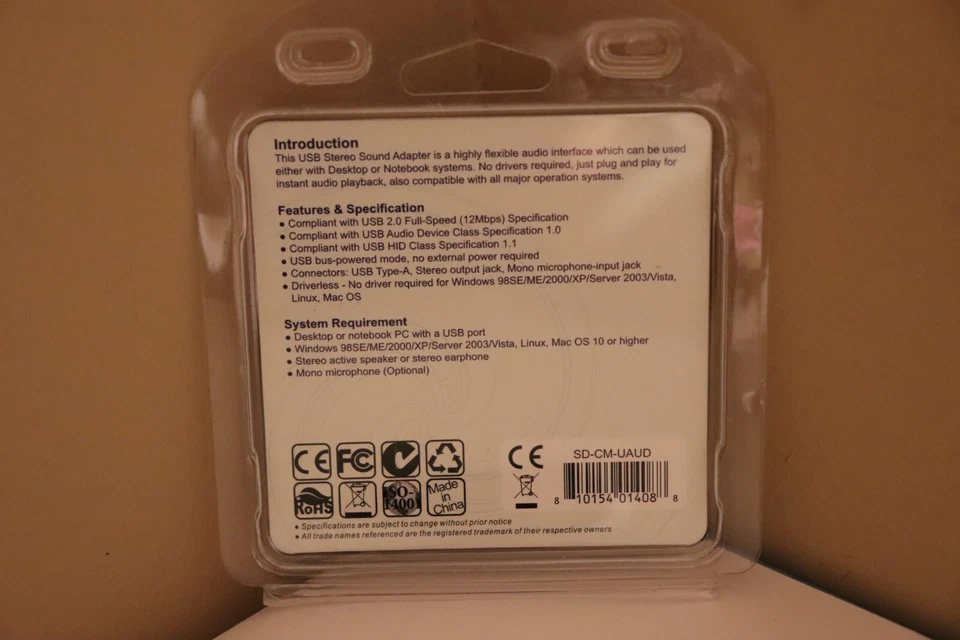 Introduction
This USB Stereo Sound Adapter is a highly flexible audio interface which can be used
either with Desktop or Notebook systems. No drivers required, just plug and play for
instant audio playback, also compatible with all major operation systems.
Features & Specification
• Compliant with USB 2.0 Full-Speed (12Mbps) Specification
• Compliant with USB Audio Device Class Specification 1.0
• Compliant with USB HID Class Specification 1.1
• USB bus-powered mode, no external power required
• Connectors: USB Type-A, Stereo output jack, Mono microphone-input jack
• Driverless - No driver required for Windows 98SE/ME/2000/XP/Server 2003/Vista,
Linux, Mac OS
System Requirement
• Desktop or notebook PC with a USB port
• Windows 98SE/ME/2000/XP/Server 2003/Vista, Linux, Mac OS 10 or higher
• Stereo active speaker or stereo earphone
• Mono microphone (Optional)
CE FC
RoHS ISO-14001 Made in China
CE SD-CM-UAUD
8 10154 01408 8
• Specifications are subject to change without prior notice
• All trade names referenced are the registered trademark of their respective owners